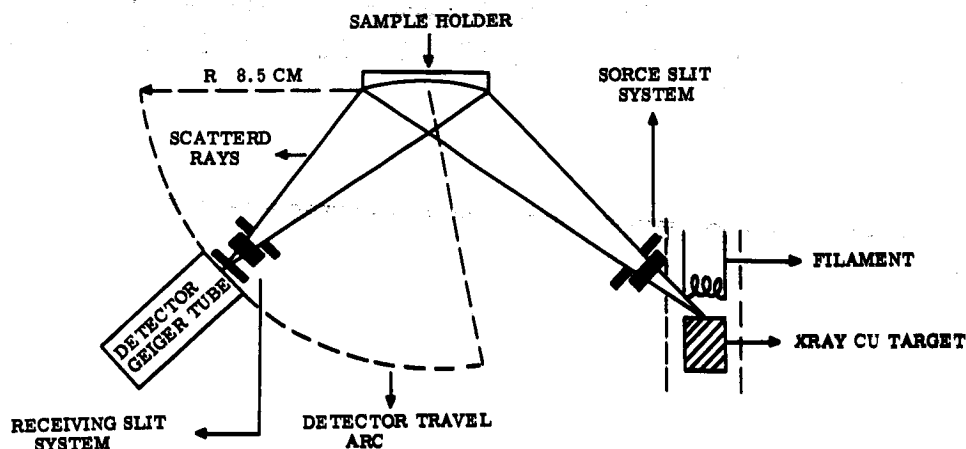 SAMPLE HOLDER
R 8.5 CM
SORCE SLIT
SYSTEM
SCATTERD
RAYS
FILAMENT
DETECTOR
GEIGER TUBE
XRAY CU TARGET
RECEIVING SLIT
SYSTEM
DETECTOR TRAVEL
ARC